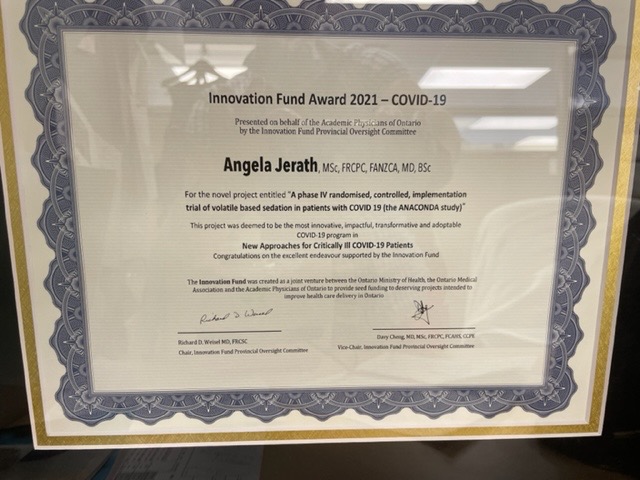 Innovation Fund Award 2021 – COVID-19
Presented on behalf of the Academic Physicians of Ontario
by the Innovation Fund Provincial Oversight Committee
Angela Jerath, MSc, FRCPC, FANZCA, MD, BSc
For the novel project entitled "A phase IV randomised, controlled, implementation
trial of volatile based sedation in patients with COVID 19 (the ANACONDA study)"
This project was deemed to be the most innovative, impactful, transformative and adoptable
COVID-19 program in
New Approaches for Critically Ill COVID-19 Patients
Congratulations on the excellent endeavour supported by the Innovation Fund
The Innovation Fund was created as a joint venture between the Ontario Ministry of Health, the Ontario Medical
Association and the Academic Physicians of Ontario to provide seed funding to deserving projects intended to
improve health care delivery in Ontario
Richard D. Weisel
Richard D. Weisel MD, FRCSC
Chair, Innovation Fund Provincial Oversight Committee
Davy Cheng, MD, MSc, FRCPC, FCAHS, CCPE
Vice-Chair, Innovation Fund Provincial Oversight Committee